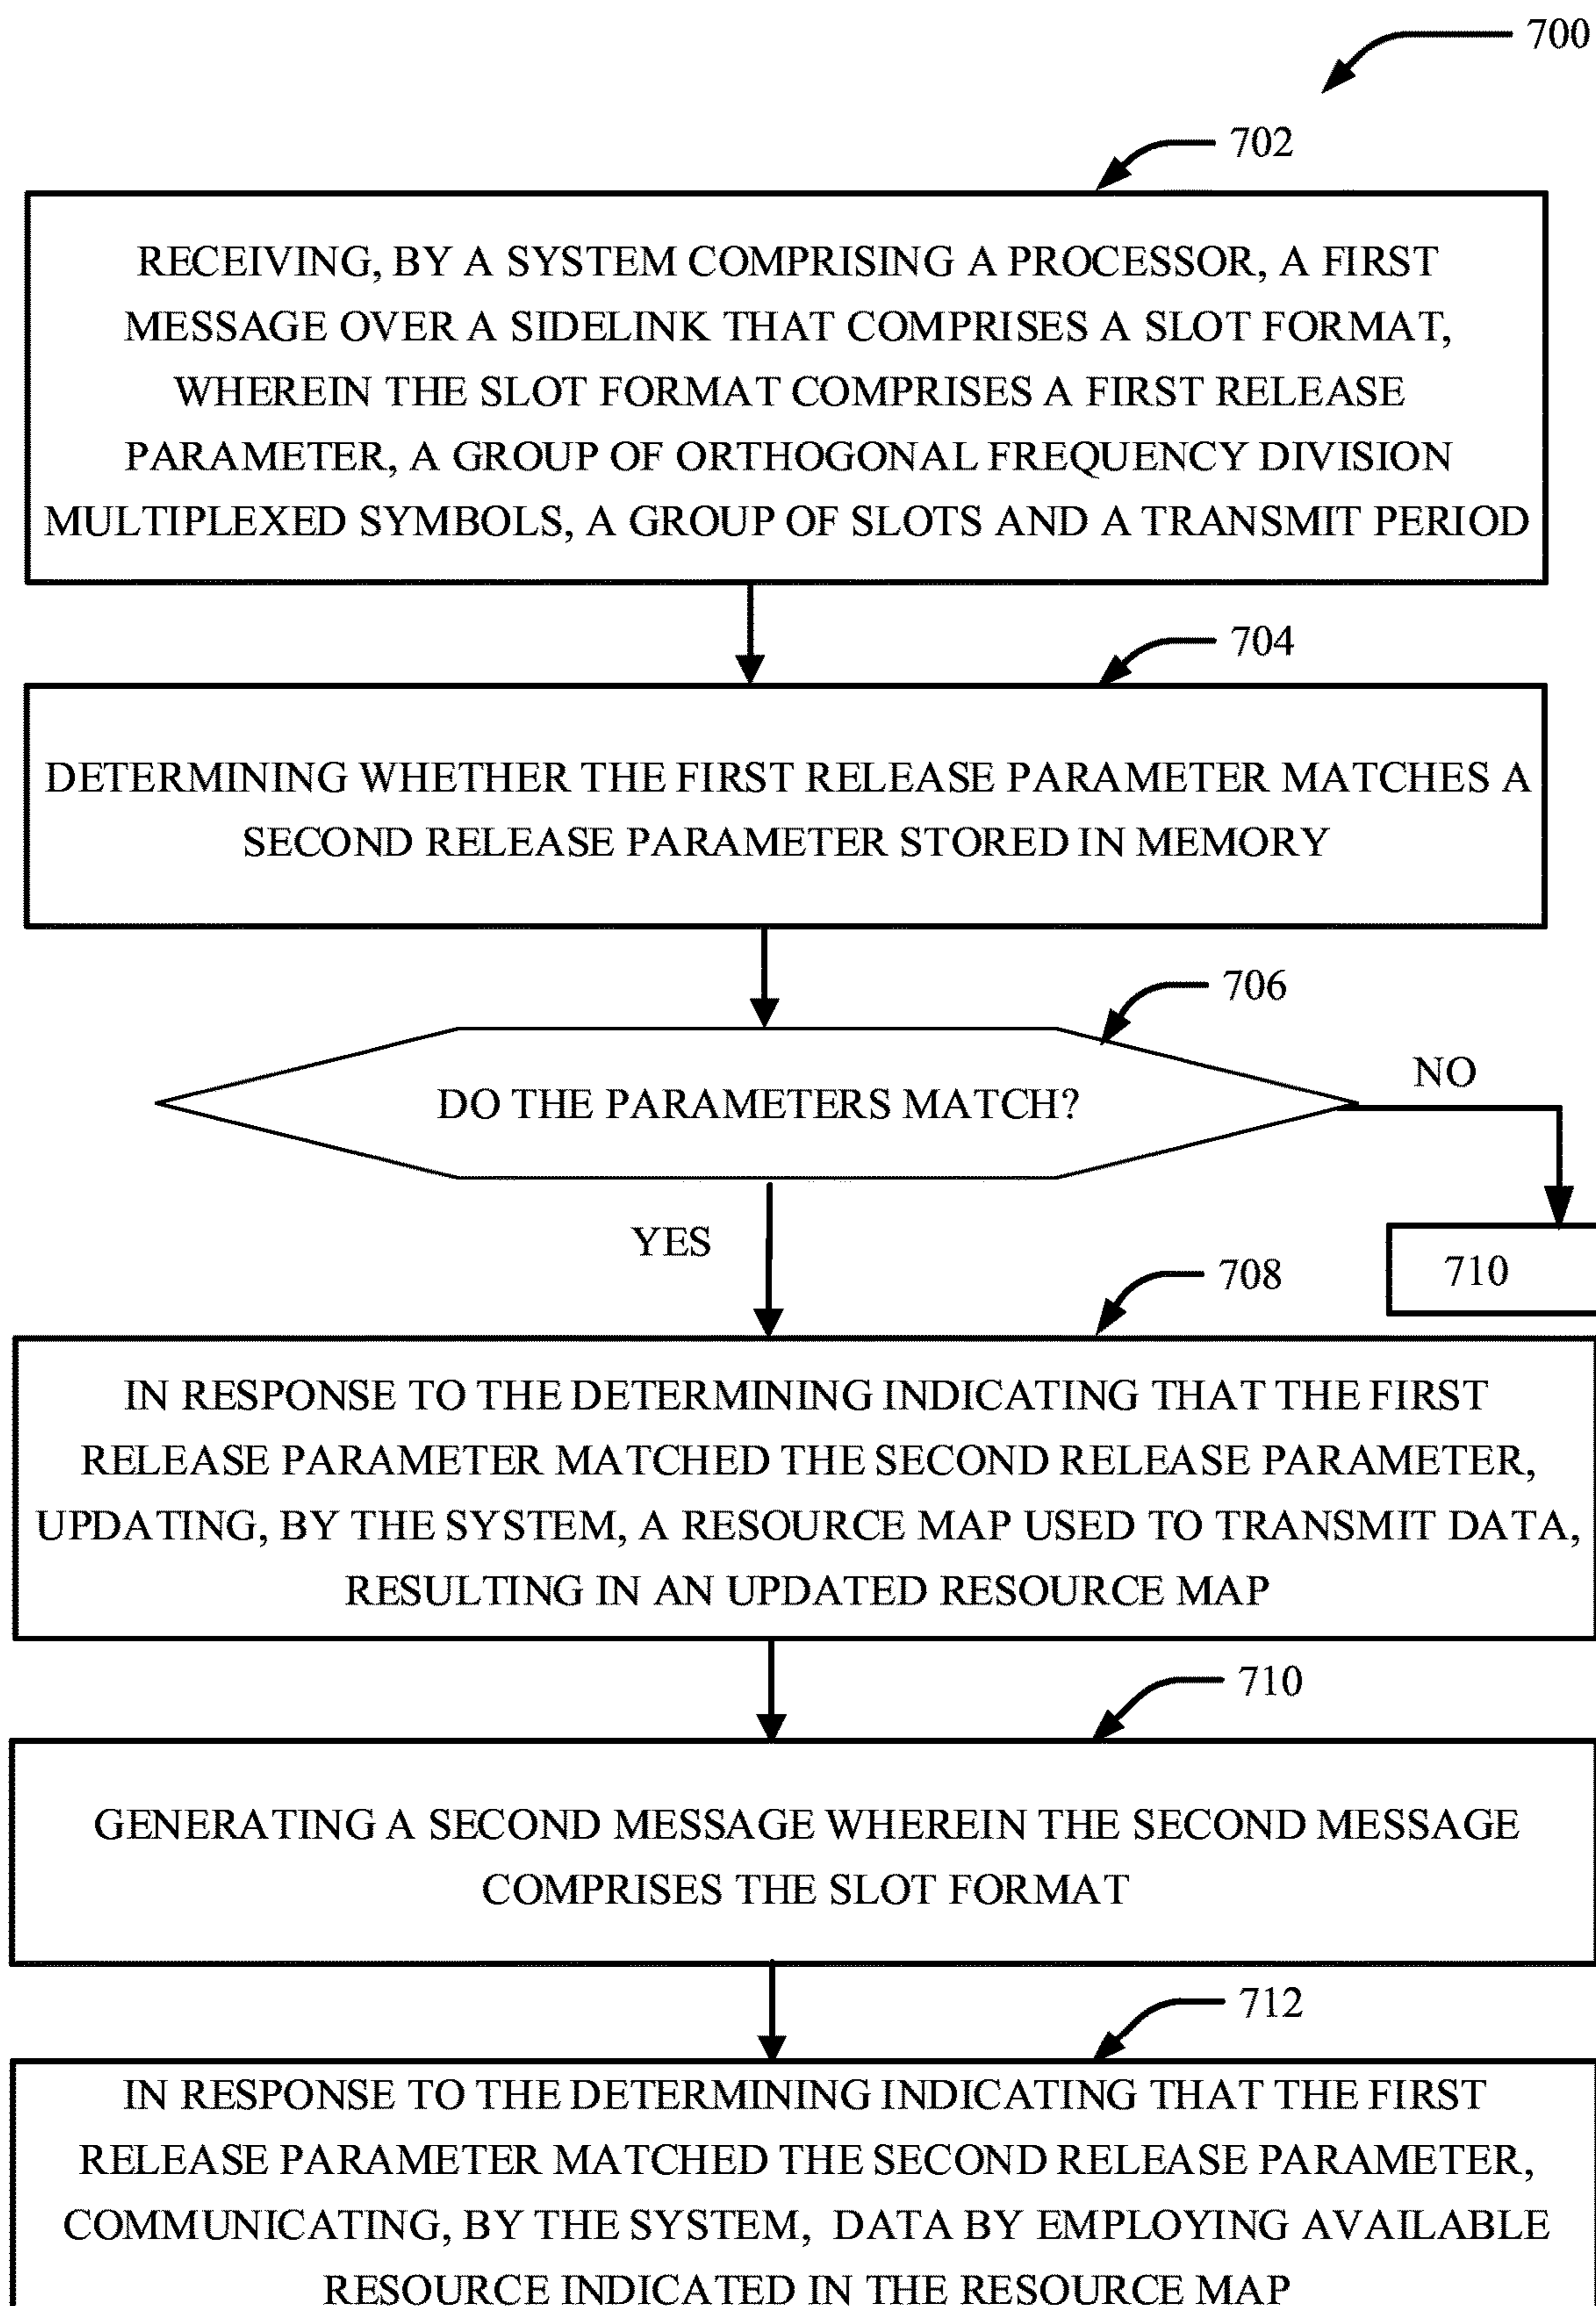 700
702
RECEIVING, BY A SYSTEM COMPRISING A PROCESSOR, A FIRST
MESSAGE OVER A SIDELINK THAT COMPRISES A SLOT FORMAT,
WHEREIN THE SLOT FORMAT COMPRISES A FIRST RELEASE
PARAMETER, A GROUP OF ORTHOGONAL FREQUENCY DIVISION
MULTIPLEXED SYMBOLS, A GROUP OF SLOTS AND A TRANSMIT PERIOD
704
DETERMINING WHETHER THE FIRST RELEASE PARAMETER MATCHES A
SECOND RELEASE PARAMETER STORED IN MEMORY
706
DO THE PARAMETERS MATCH?
NO
YES
710
708
IN RESPONSE TO THE DETERMINING INDICATING THAT THE FIRST
RELEASE PARAMETER MATCHED THE SECOND RELEASE PARAMETER,
UPDATING, BY THE SYSTEM, A RESOURCE MAP USED TO TRANSMIT DATA,
RESULTING IN AN UPDATED RESOURCE MAP
710
GENERATING A SECOND MESSAGE WHEREIN THE SECOND MESSAGE
COMPRISES THE SLOT FORMAT
712
IN RESPONSE TO THE DETERMINING INDICATING THAT THE FIRST
RELEASE PARAMETER MATCHED THE SECOND RELEASE PARAMETER,
COMMUNICATING, BY THE SYSTEM, DATA BY EMPLOYING AVAILABLE
RESOURCE INDICATED IN THE RESOURCE MAP